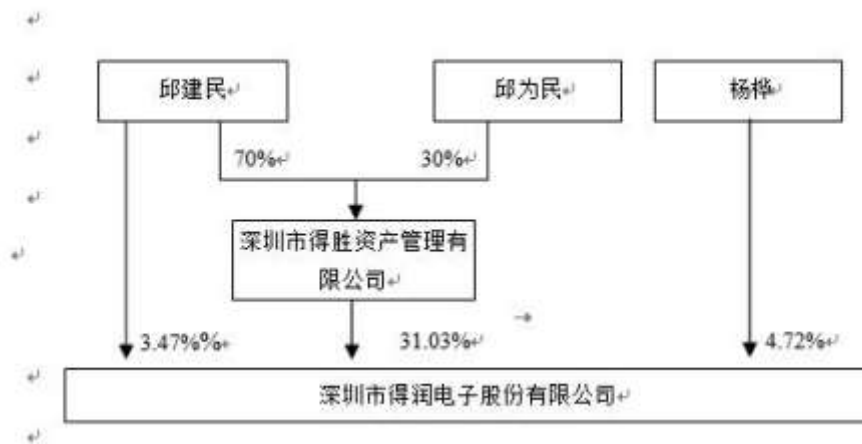 邱建民
邱为民
杨桦
70%
30%
深圳市得胜资产管理有
限公司
3.47%%
31.03%
4.72%
深圳市得润电子股份有限公司